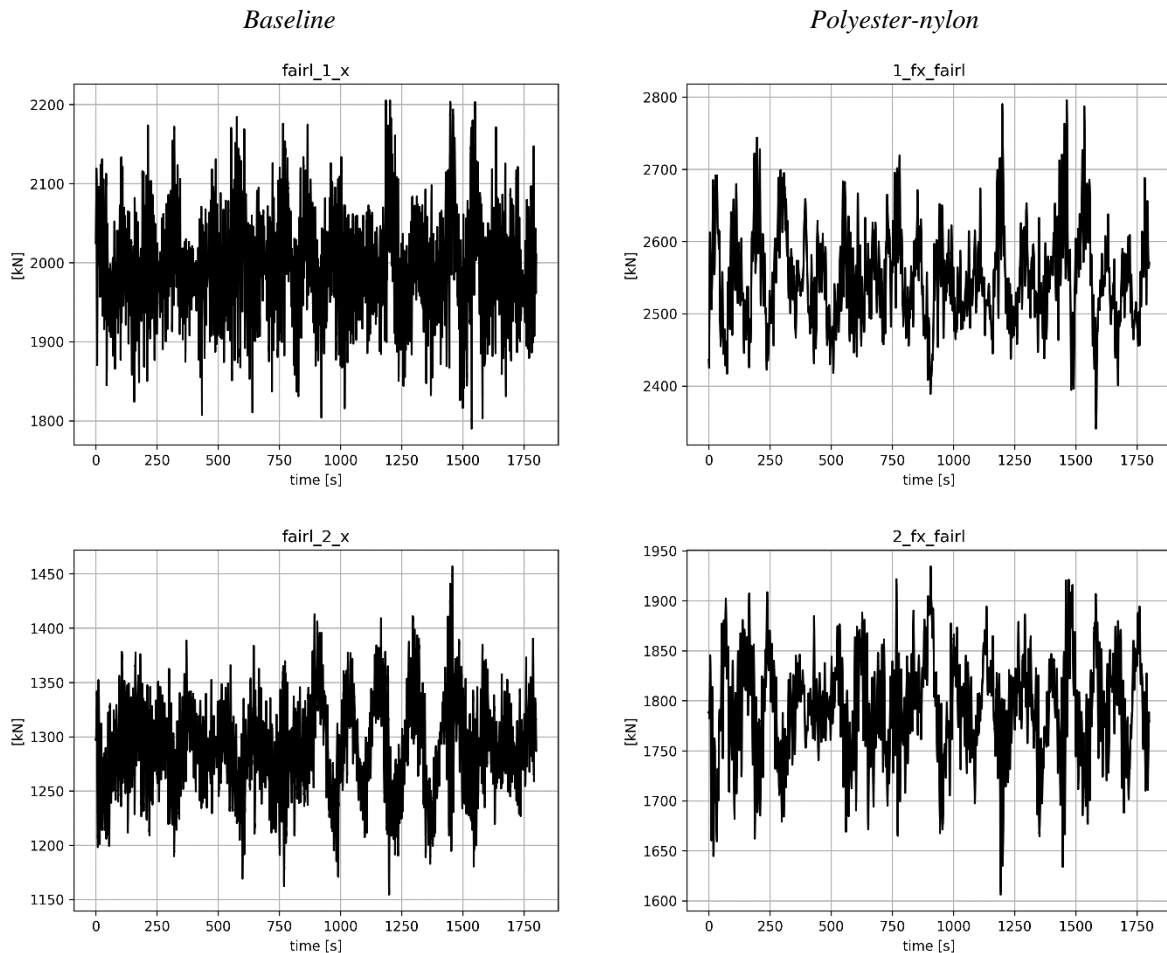 Baseline
Polyester-nylon
fairl_1_x
2200
2100
2000
1900
1800
[kN]
0 250 500 750 1000 1250 1500 1750
time [s]
1_fx_fairl
2800
2700
2600
2500
2400
[kN]
0 250 500 750 1000 1250 1500 1750
time [s]
fairl_2_x
1450
1400
1350
1300
1250
1200
1150
[kN]
0 250 500 750 1000 1250 1500 1750
time [s]
2_fx_fairl
1950
1900
1850
1800
1750
1700
1650
1600
[kN]
0 250 500 750 1000 1250 1500 1750
time [s]